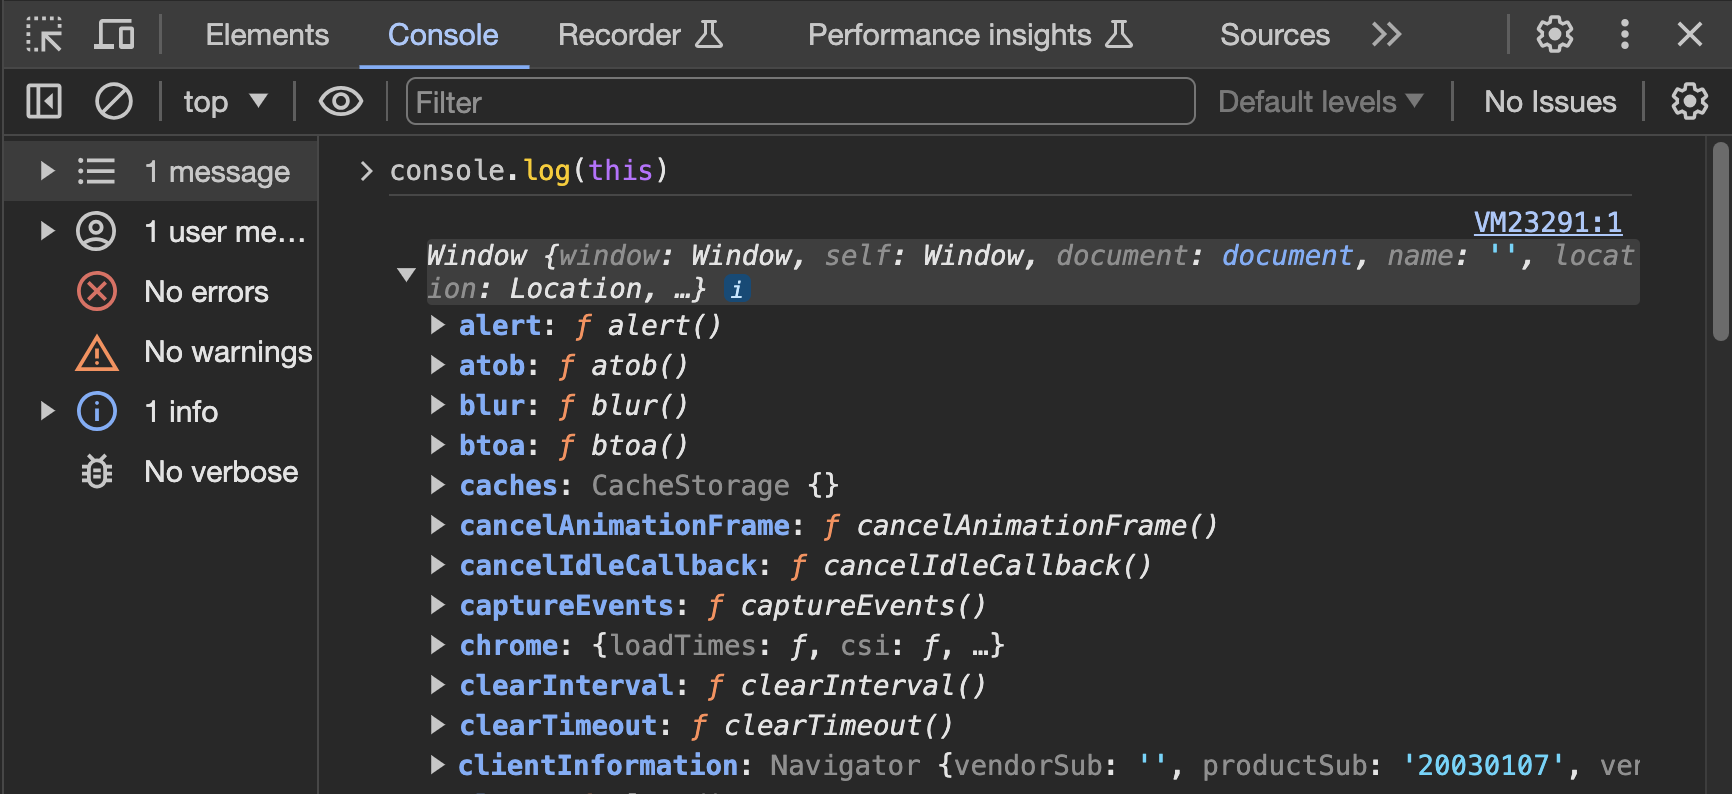 Elements Console Recorder Performance insights Sources
top Filter Default levels No Issues
1 message
1 user me…
No errors
No warnings
1 info
No verbose
console.log(this)
VM23291:1
Window {window: Window, self: Window, document: document, name: '', locat
ion: Location, …} i
alert: ƒ alert()
atob: ƒ atob()
blur: ƒ blur()
btoa: ƒ btoa()
caches: CacheStorage {}
cancelAnimationFrame: ƒ cancelAnimationFrame()
cancelIdleCallback: ƒ cancelIdleCallback()
captureEvents: ƒ captureEvents()
chrome: {loadTimes: ƒ, csi: ƒ, …}
clearInterval: ƒ clearInterval()
clearTimeout: ƒ clearTimeout()
clientInformation: Navigator {vendorSub: '', productSub: '20030107', ver